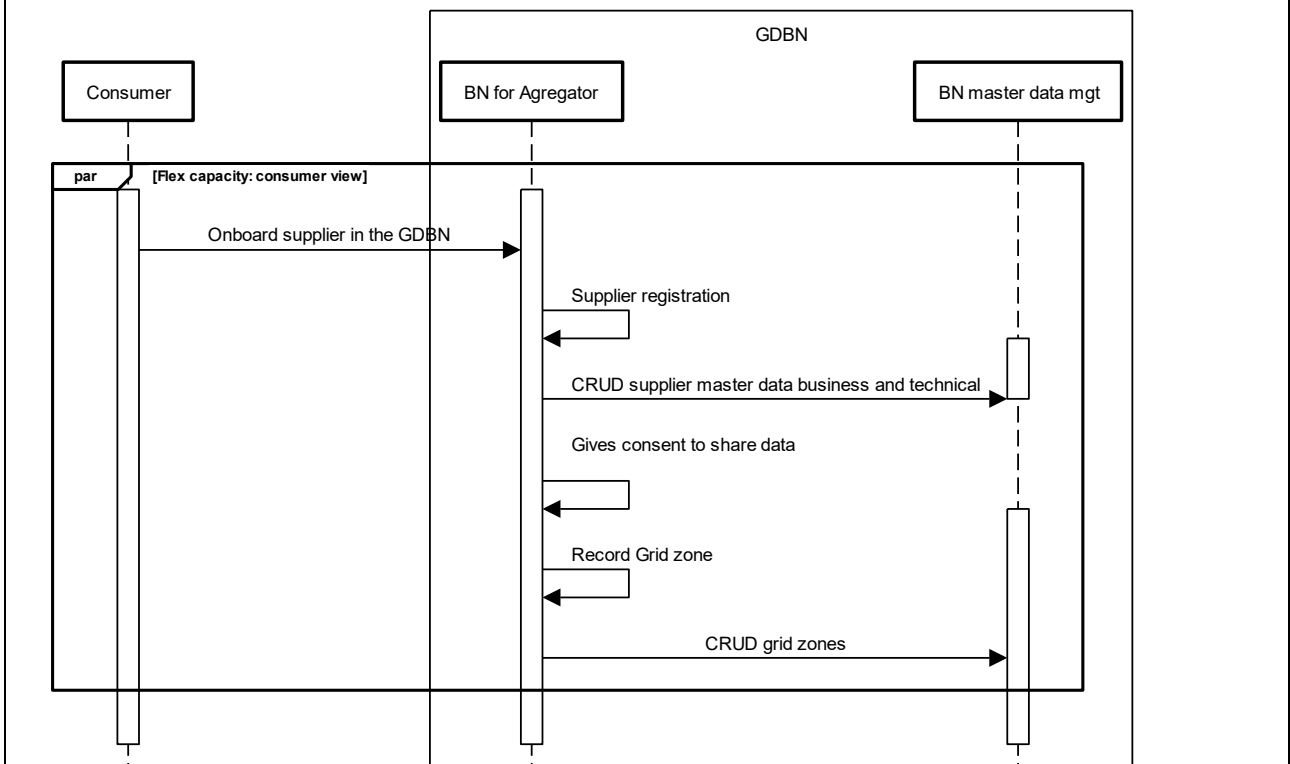 GDBN
Consumer
BN for Agregator
BN master data mgt
par
[Flex capacity: consumer view]
Onboard supplier in the GDBN
Supplier registration
CRUD supplier master data business and technical
Gives consent to share data
Record Grid zone
CRUD grid zones